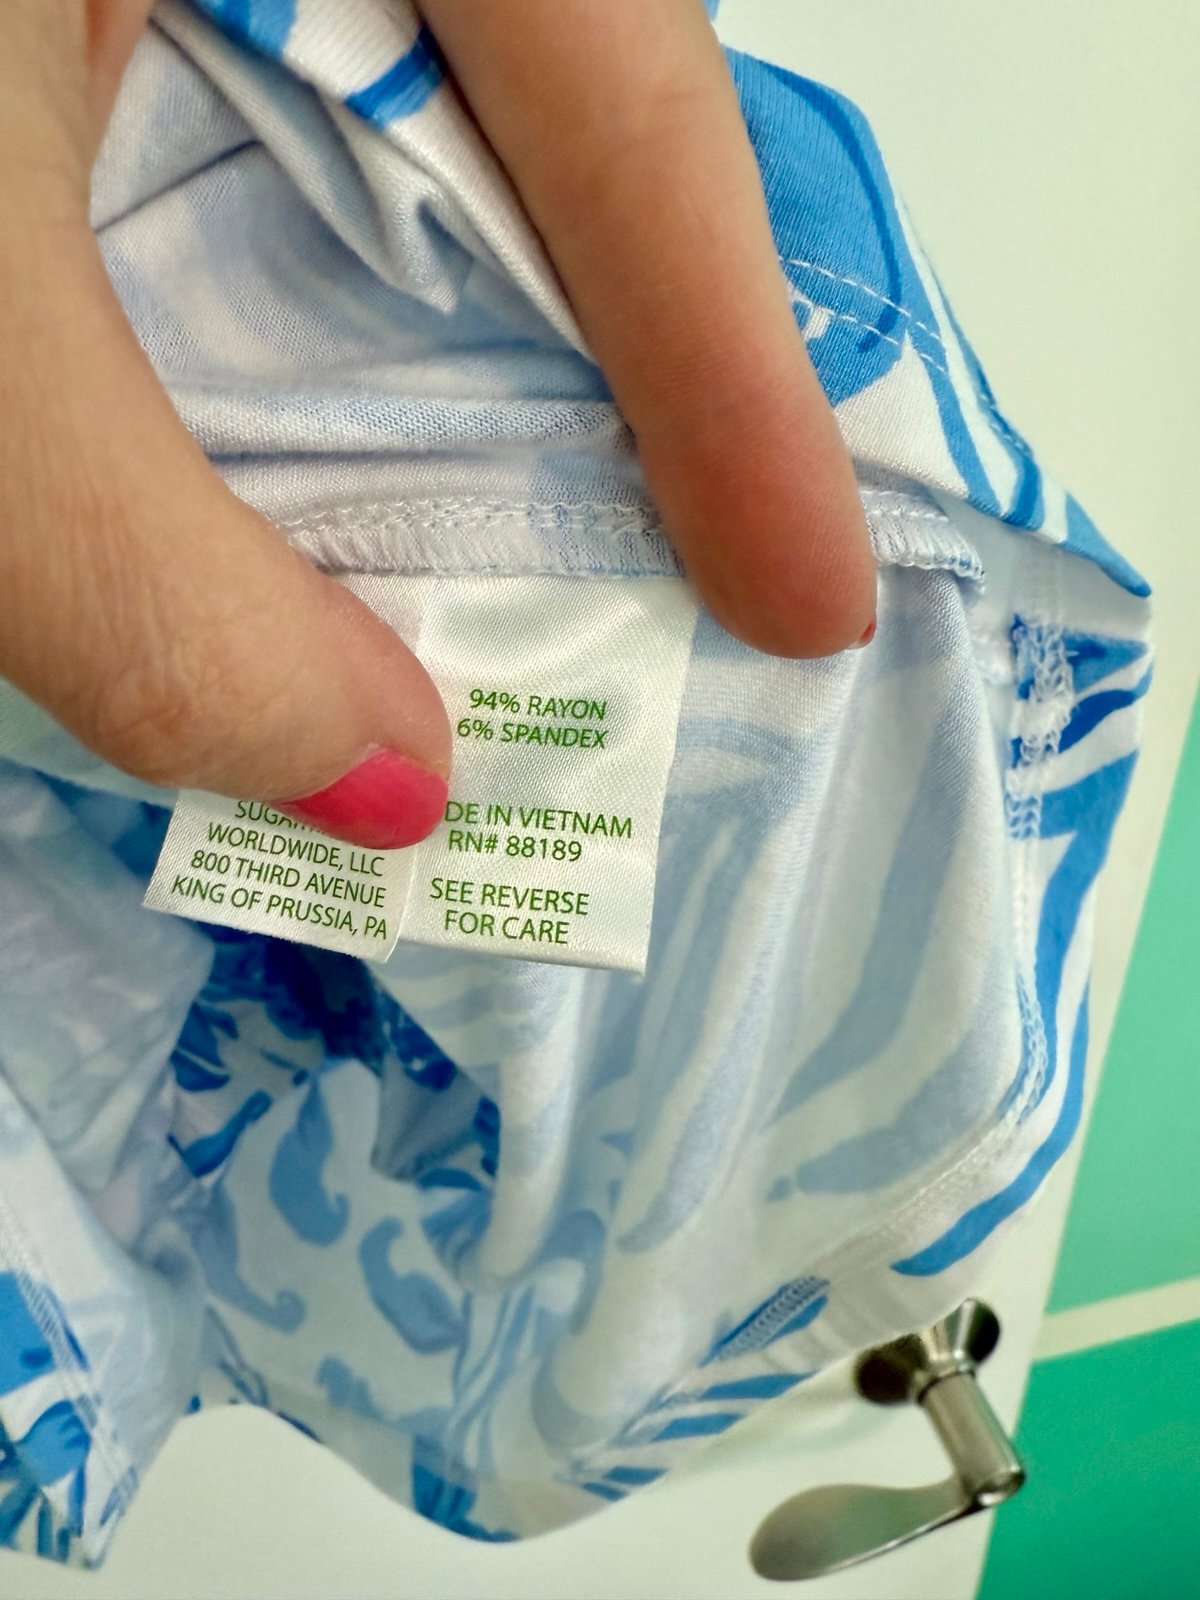 94% RAYON
6% SPANDEX
DE IN VIETNAM
RN# 88189
SEE REVERSE
FOR CARE
WORLDWIDE, LLC
800 THIRD AVENUE
KING OF PRUSSIA, PA